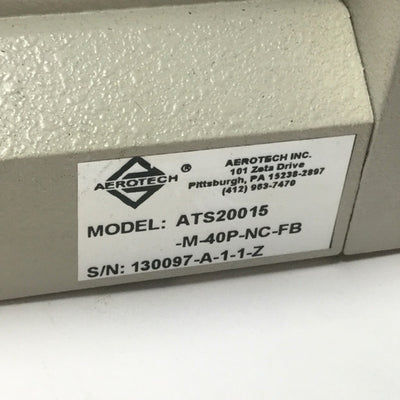 AEROTECH ®
AEROTECH INC.
101 Zeta Drive
Pittsburgh, PA 15238-2897
(412) 963-7470
MODEL: ATS20015
-M-40P-NC-FB
S/N: 130097-A-1-1-Z